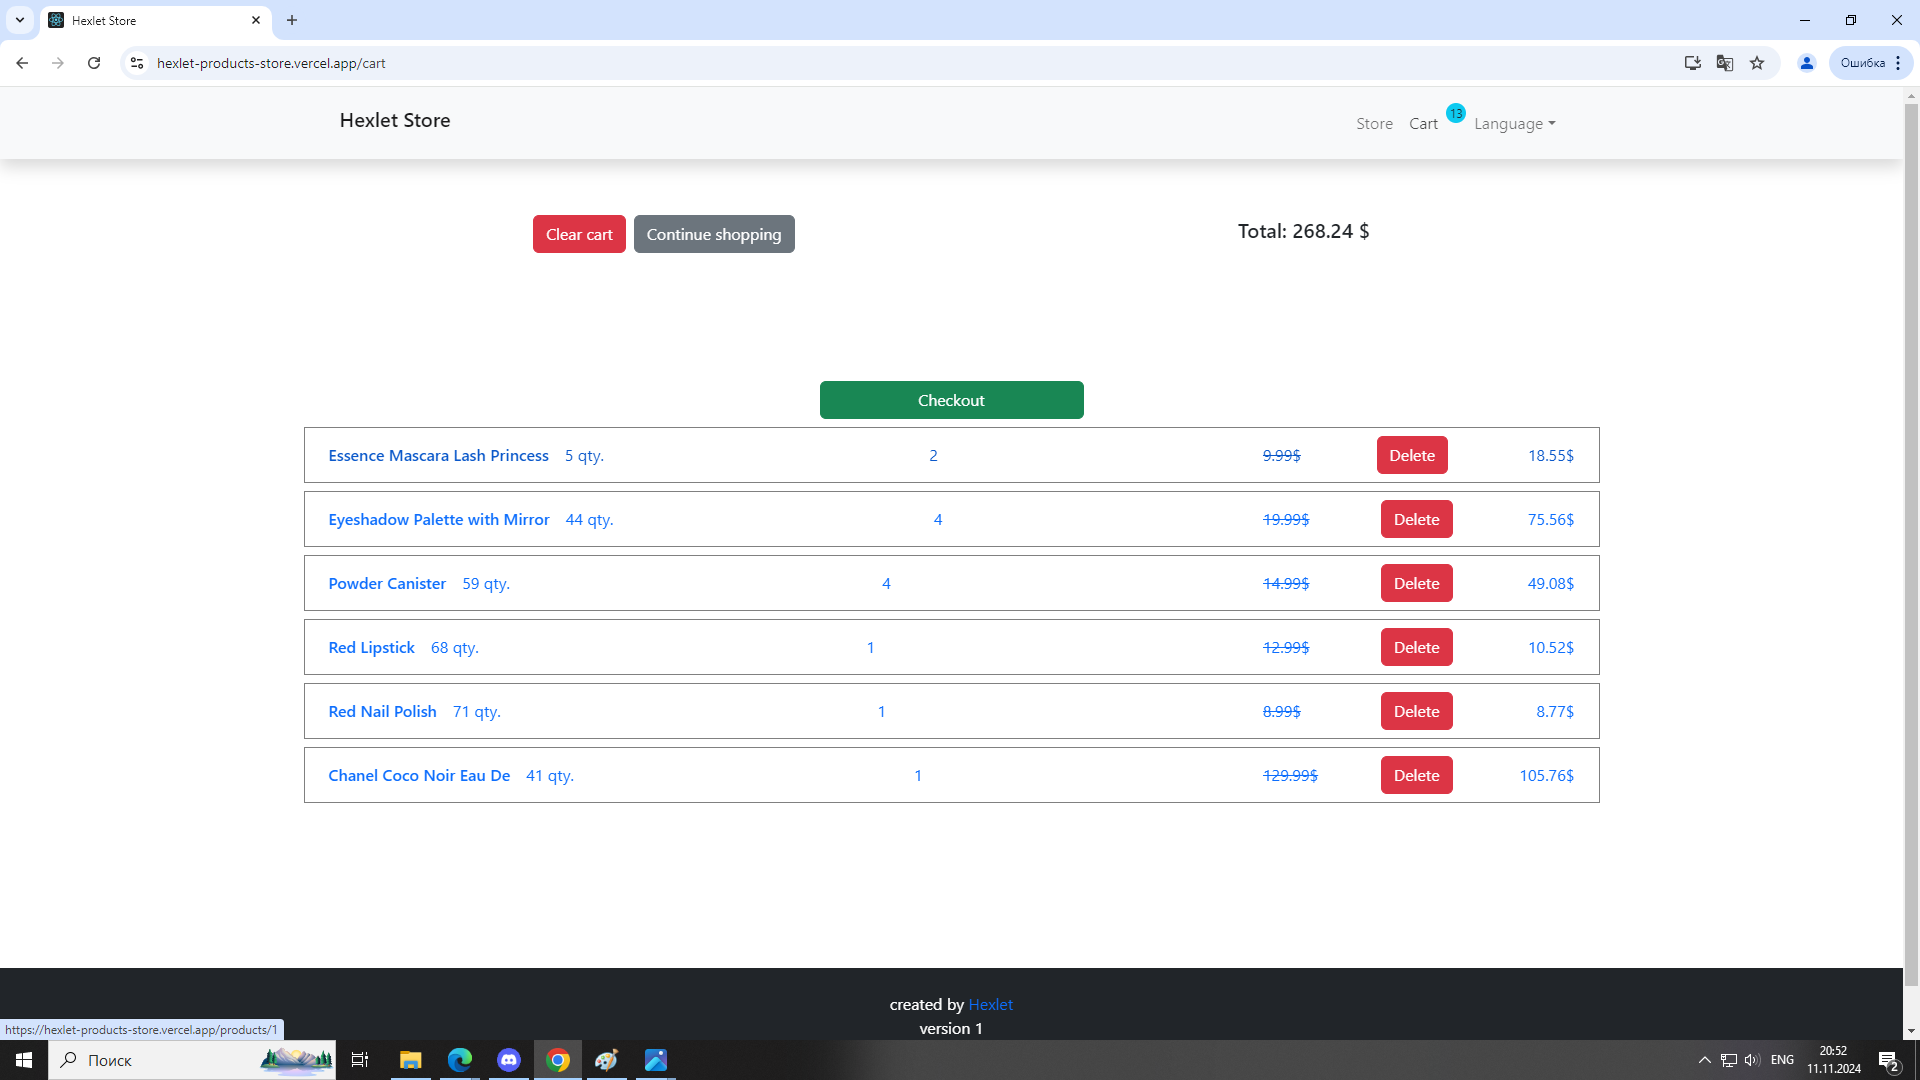 Hexlet Store
hexlet-products-store.vercel.app/cart
Ошибка
Hexlet Store
Store Cart 13 Language
Clear cart Continue shopping Total: 268.24 $
Checkout
Essence Mascara Lash Princess 5 qty. 2 9.99$ Delete 18.55$
Eyeshadow Palette with Mirror 44 qty. 4 19.99$ Delete 75.56$
Powder Canister 59 qty. 4 14.99$ Delete 49.08$
Red Lipstick 68 qty. 1 12.99$ Delete 10.52$
Red Nail Polish 71 qty. 1 8.99$ Delete 8.77$
Chanel Coco Noir Eau De 41 qty. 1 129.99$ Delete 105.76$
created by Hexlet
version 1
https://hexlet-products-store.vercel.app/products/1
Поиск
ENG
20:52
11.11.2024
2